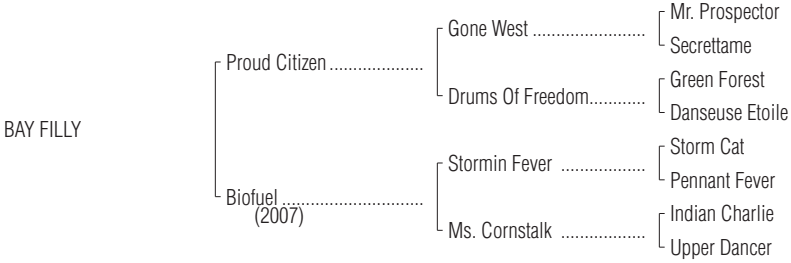 Mr. Prospector
Gone West ........................
Secrettame
Proud Citizen ....................
Green Forest
Drums Of Freedom............
Danseuse Etoile
BAY FILLY
Storm Cat
Stormin Fever ..................
Pennant Fever
Biofuel ..............................
(2007)
Indian Charlie
Ms. Cornstalk ..................
Upper Dancer